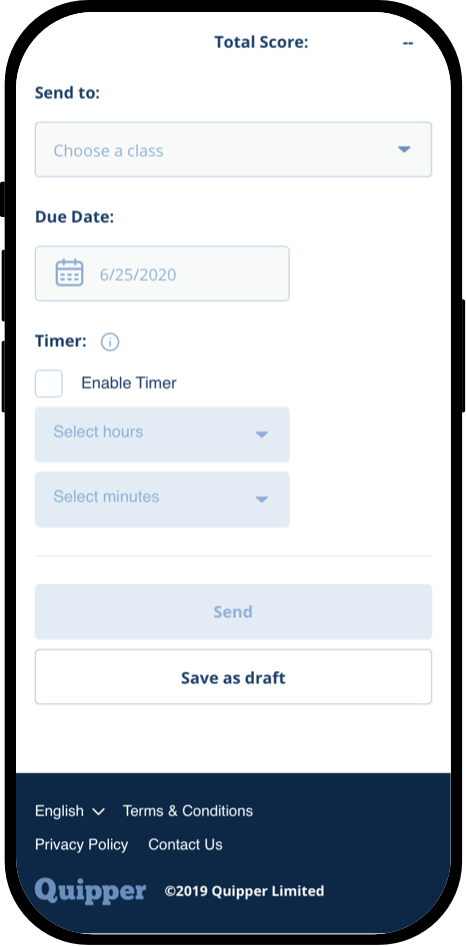 Total Score: --
Send to:
Choose a class
Due Date:
6/25/2020
Timer:
Enable Timer
Select hours
Select minutes
Send
Save as draft
English Terms & Conditions
Privacy Policy Contact Us
Quipper ©2019 Quipper Limited